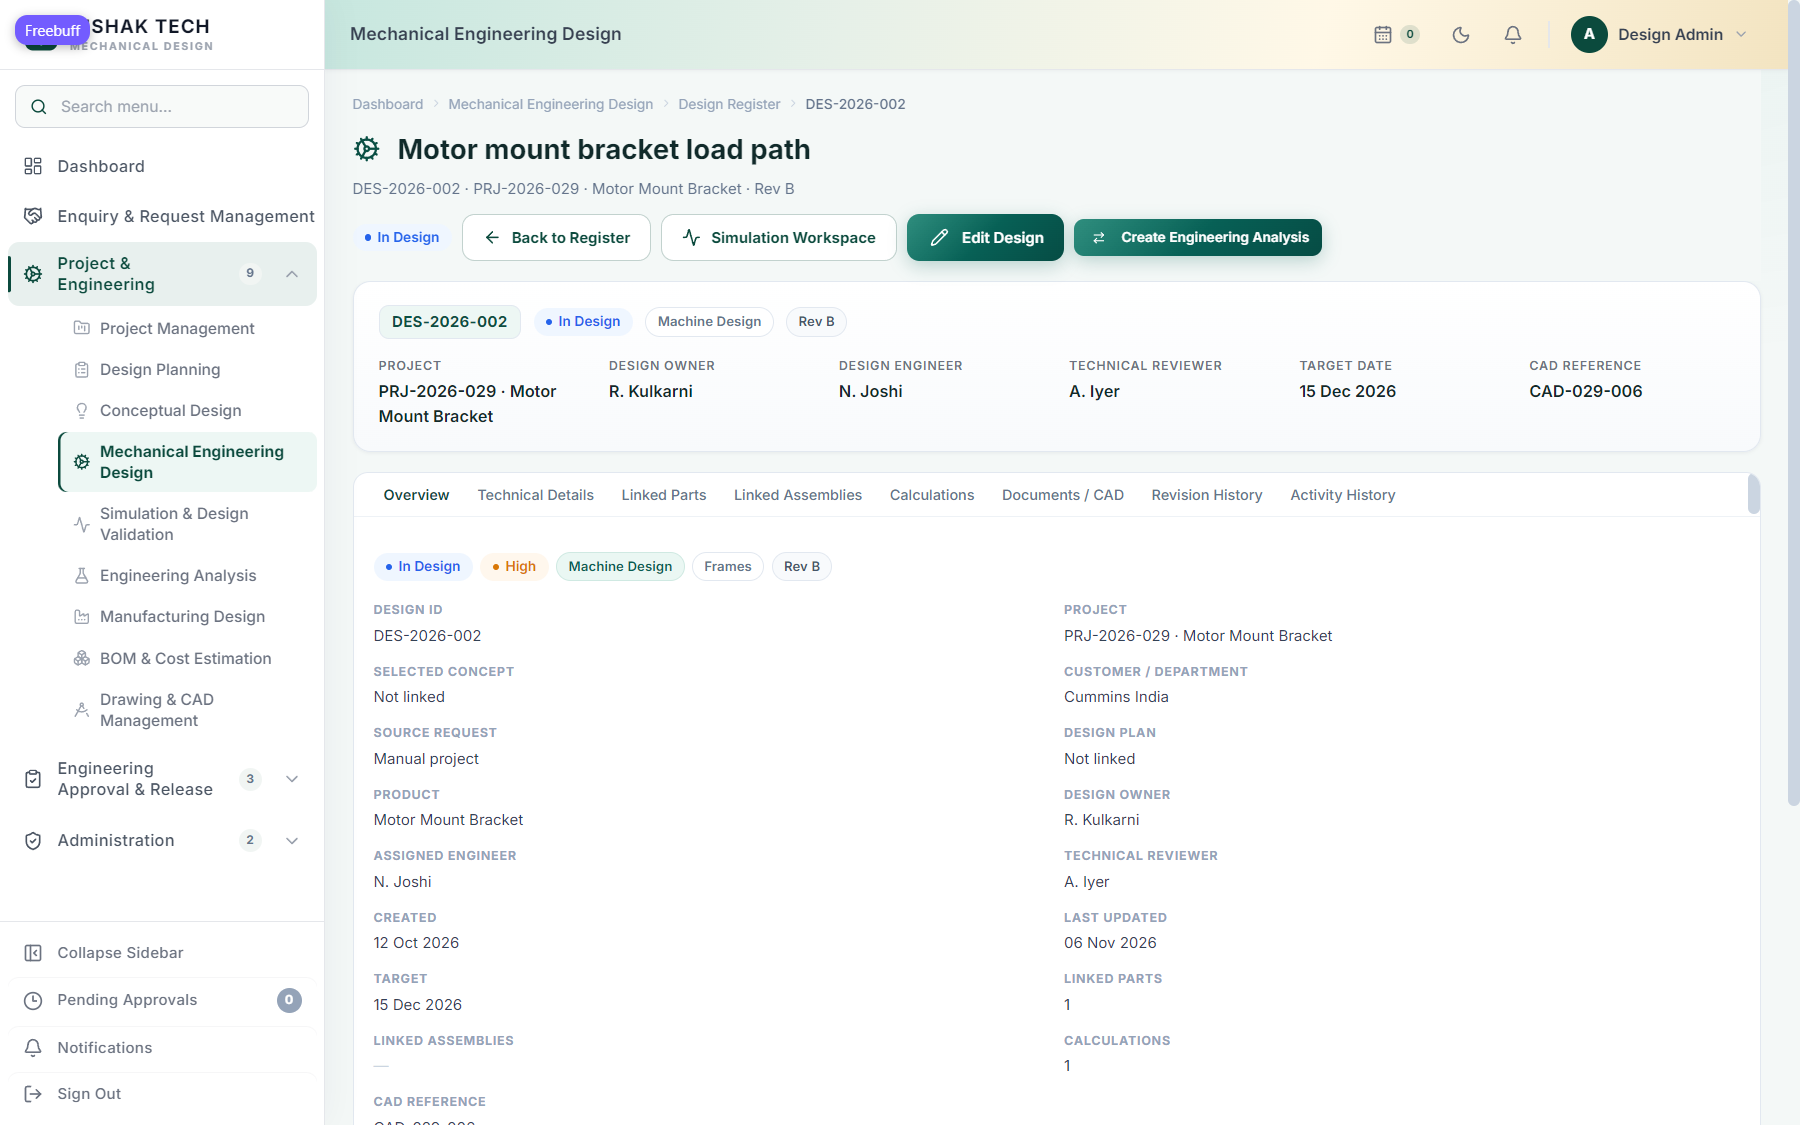 Freebuff
SHAK TECH
MECHANICAL DESIGN
Search menu...
Dashboard
Enquiry & Request Management
Project &
Engineering
9
Project Management
Design Planning
Conceptual Design
Mechanical Engineering
Design
Simulation & Design
Validation
Engineering Analysis
Manufacturing Design
BOM & Cost Estimation
Drawing & CAD
Management
Engineering
Approval & Release
3
Administration
2
Collapse Sidebar
Pending Approvals
0
Notifications
Sign Out
Mechanical Engineering Design
0
A
Design Admin
Dashboard > Mechanical Engineering Design > Design Register > DES-2026-002
Motor mount bracket load path
DES-2026-002 · PRJ-2026-029 · Motor Mount Bracket · Rev B
In Design
Back to Register
Simulation Workspace
Edit Design
Create Engineering Analysis
DES-2026-002
In Design
Machine Design
Rev B
PROJECT
PRJ-2026-029 · Motor
Mount Bracket
DESIGN OWNER
R. Kulkarni
DESIGN ENGINEER
N. Joshi
TECHNICAL REVIEWER
A. Iyer
TARGET DATE
15 Dec 2026
CAD REFERENCE
CAD-029-006
Overview
Technical Details
Linked Parts
Linked Assemblies
Calculations
Documents / CAD
Revision History
Activity History
In Design
High
Machine Design
Frames
Rev B
DESIGN ID
DES-2026-002
PROJECT
PRJ-2026-029 · Motor Mount Bracket
SELECTED CONCEPT
Not linked
CUSTOMER / DEPARTMENT
Cummins India
SOURCE REQUEST
Manual project
DESIGN PLAN
Not linked
PRODUCT
Motor Mount Bracket
DESIGN OWNER
R. Kulkarni
ASSIGNED ENGINEER
N. Joshi
TECHNICAL REVIEWER
A. Iyer
CREATED
12 Oct 2026
LAST UPDATED
06 Nov 2026
TARGET
15 Dec 2026
LINKED PARTS
1
LINKED ASSEMBLIES
—
CALCULATIONS
1
CAD REFERENCE
CAD-029-006